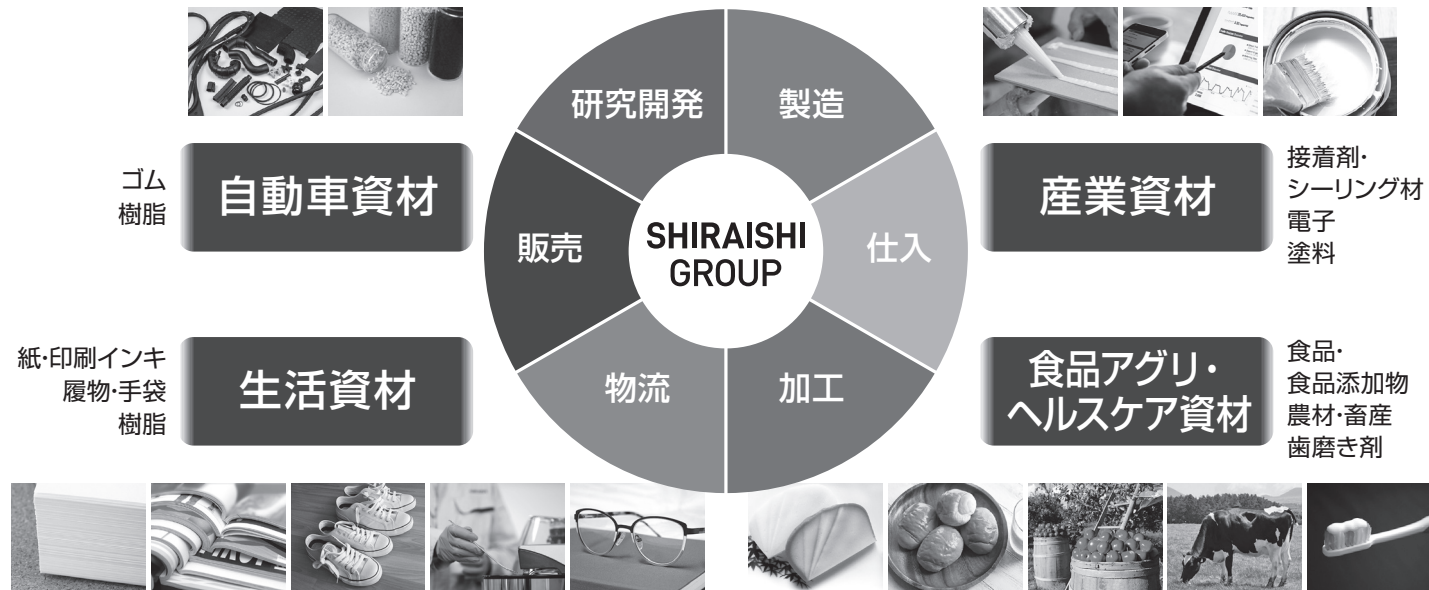 研究開発
製造
販売
仕入
物流
加工
SHIRAISHI
GROUP
ゴム
樹脂
自動車資材
産業資材
接着剤・
シーリング材
電子
塗料
紙・印刷インキ
履物・手袋
樹脂
生活資材
食品アグリ・
ヘルスケア資材
食品・
食品添加物
農材・畜産
歯磨き剤